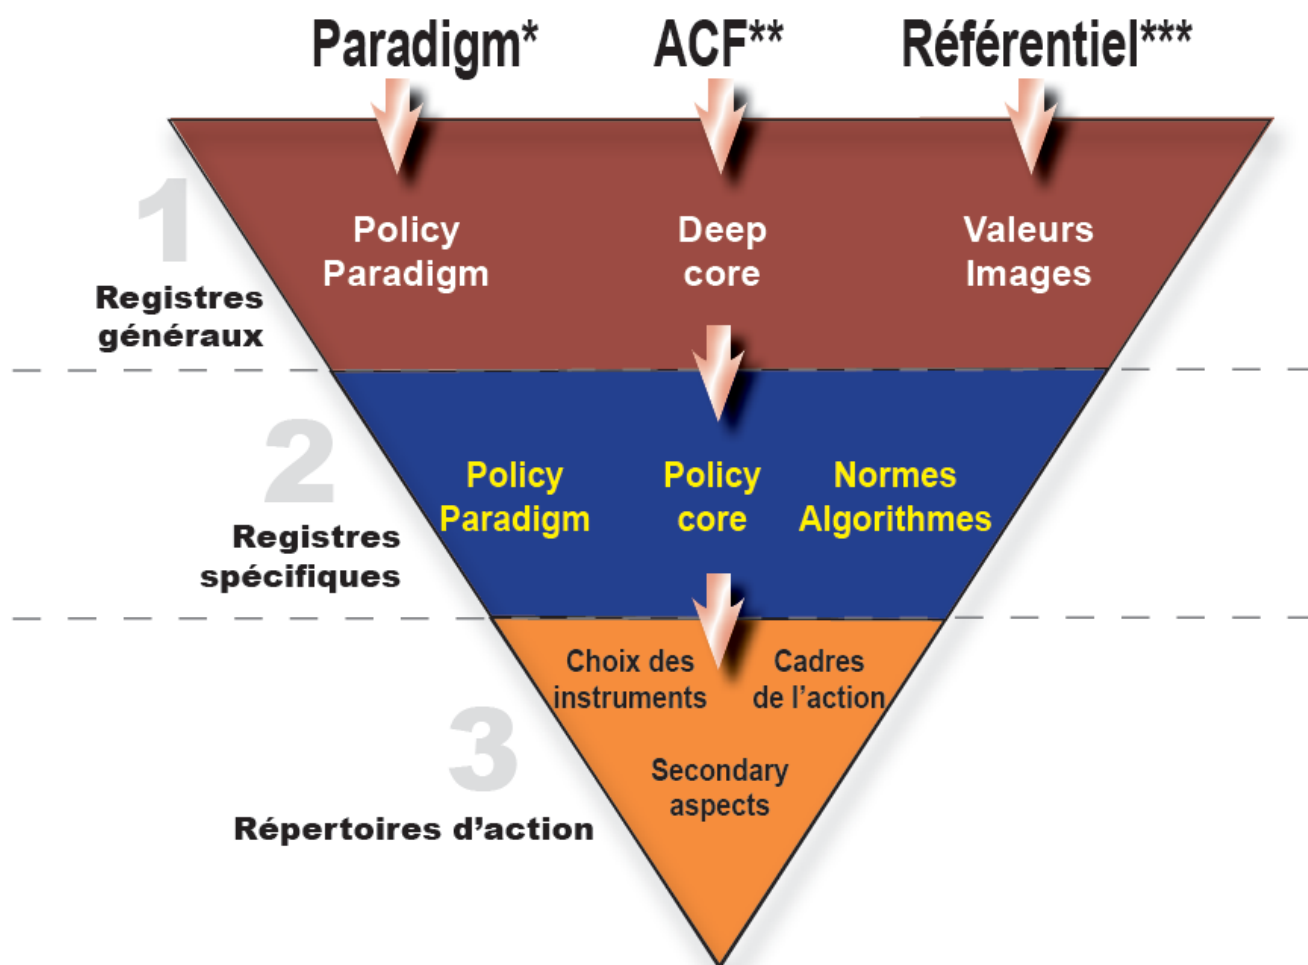 Paradigm* ACF** Référentiel***
1
Registres
généraux
Policy
Paradigm
Deep
core
Valeurs
Images
2
Registres
spécifiques
Policy
Paradigm
Policy
core
Normes
Algorithmes
3
Répertoires d'action
Choix des
instruments
Cadres
de l'action
Secondary
aspects